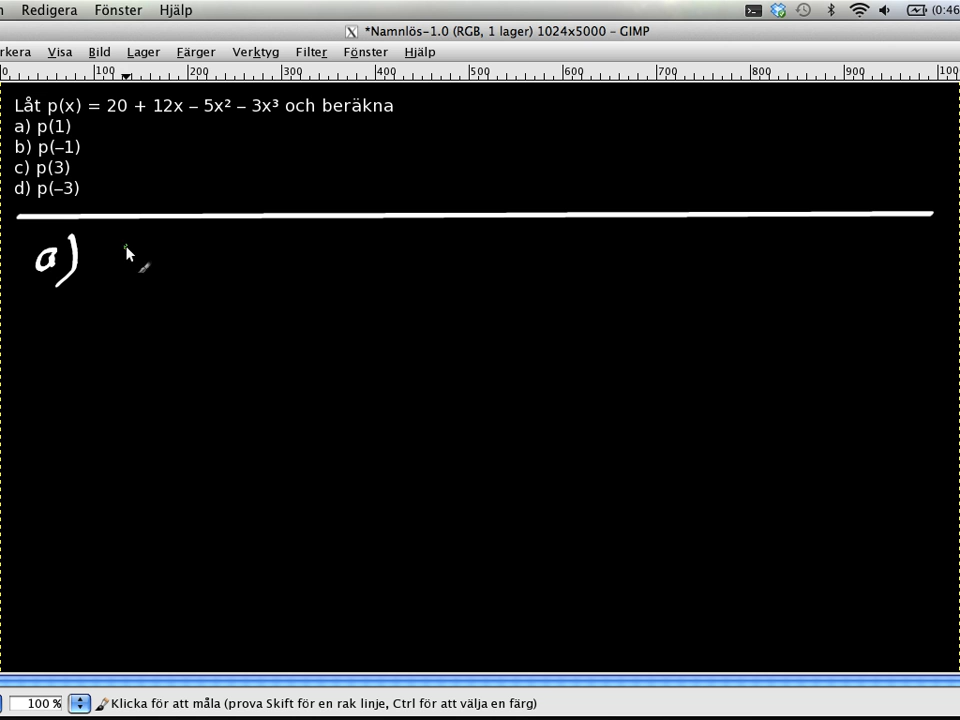 Redigera Fönster Hjälp (0:46
*Namnlös-1.0 (RGB, 1 lager) 1024x5000 – GIMP
rkera Visa Bild Lager Färger Verktyg Filter Fönster Hjälp
0 100 200 300 400 500 600 700 800 900 100
Låt p(x) = 20 + 12x – 5x² – 3x³ och beräkna
a) p(1)
b) p(–1)
c) p(3)
d) p(–3)
a)
100 % Klicka för att måla (prova Skift för en rak linje, Ctrl för att välja en färg)